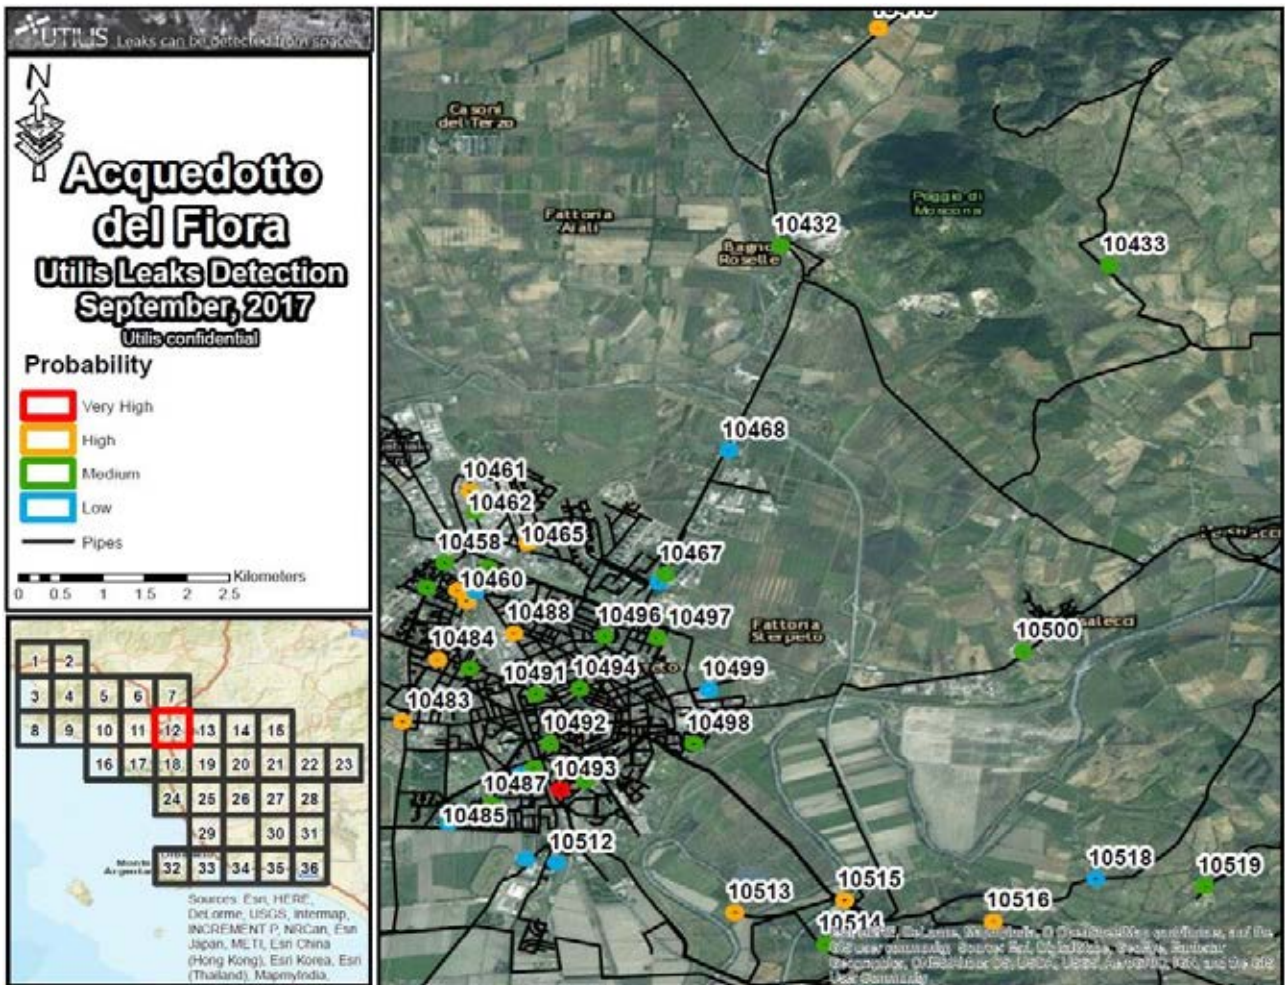 UTILIS Leaks can be detected from space
N
Acquedotto
del Fiora
Utilis Leaks Detection
September, 2017
Utilis confidential
Probability
Very High
High
Medium
Low
Pipes
Kilometers
0 0.5 1 1.5 2 2.5
1 2
3 4 5 6 7
8 9 10 11 12 13 14 15
16 17 18 19 20 21 22 23
24 25 26 27 28
29 30 31
32 33 34 35 36
Monte
Argentario
Sources: Esri, HERE,
DeLorme, USGS, Intermap,
INCREMENT P, NRCan, Esri
Japan, METI, Esri China
(Hong Kong), Esri Korea, Esri
(Thailand), MapmyIndia,
Casoni
del Terzo
Fattoria
Aiali
Poggio di
Moscona
10432
Bagno
Roselle
10433
10468
10461
10462
10465
10458
10467
10460
10488
10496
10497
Fattoria
Sterpeto
10500
10484
10491
10494
10499
10483
10492
10498
10487
10493
10485
10512
10513
10515
10514
10516
10518
10519
User Community